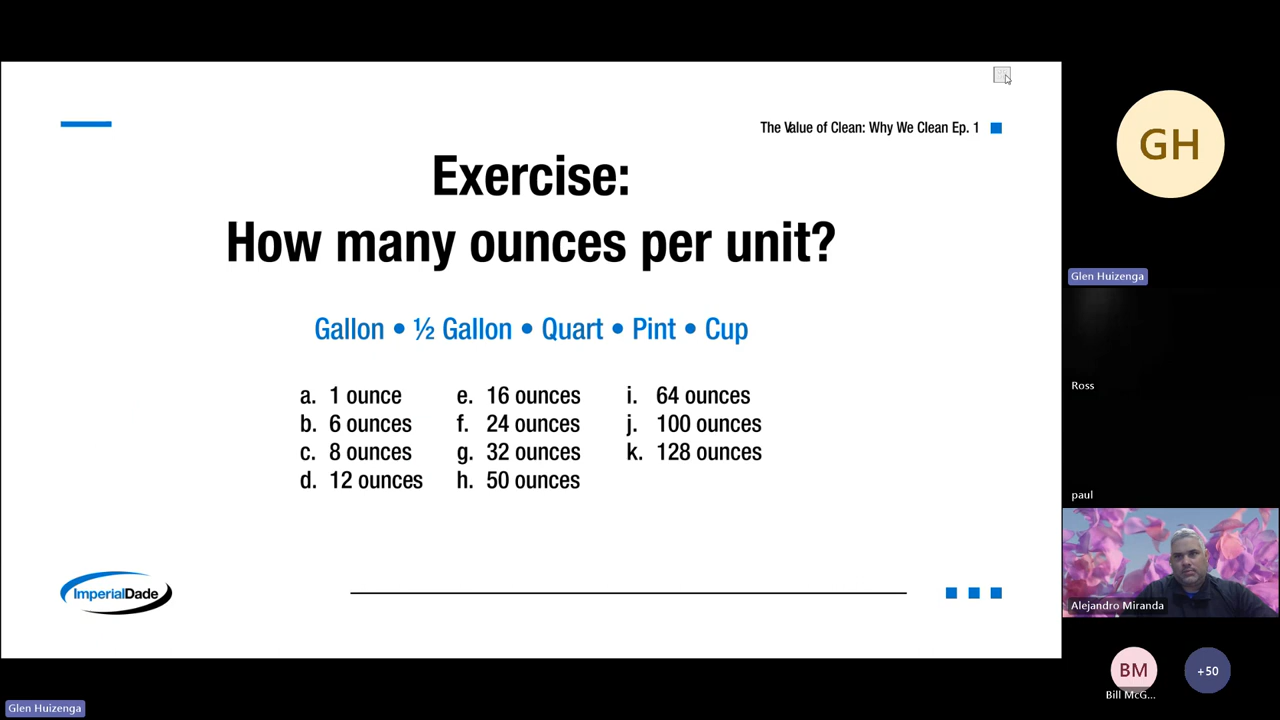 The Value of Clean: Why We Clean Ep. 1
Exercise:
How many ounces per unit?
Gallon • ½ Gallon • Quart • Pint • Cup
a. 1 ounce
b. 6 ounces
c. 8 ounces
d. 12 ounces
e. 16 ounces
f. 24 ounces
g. 32 ounces
h. 50 ounces
i. 64 ounces
j. 100 ounces
k. 128 ounces
ImperialDade
GH
Glen Huizenga
Ross
paul
Alejandro Miranda
BM
+50
Bill McG...
Glen Huizenga